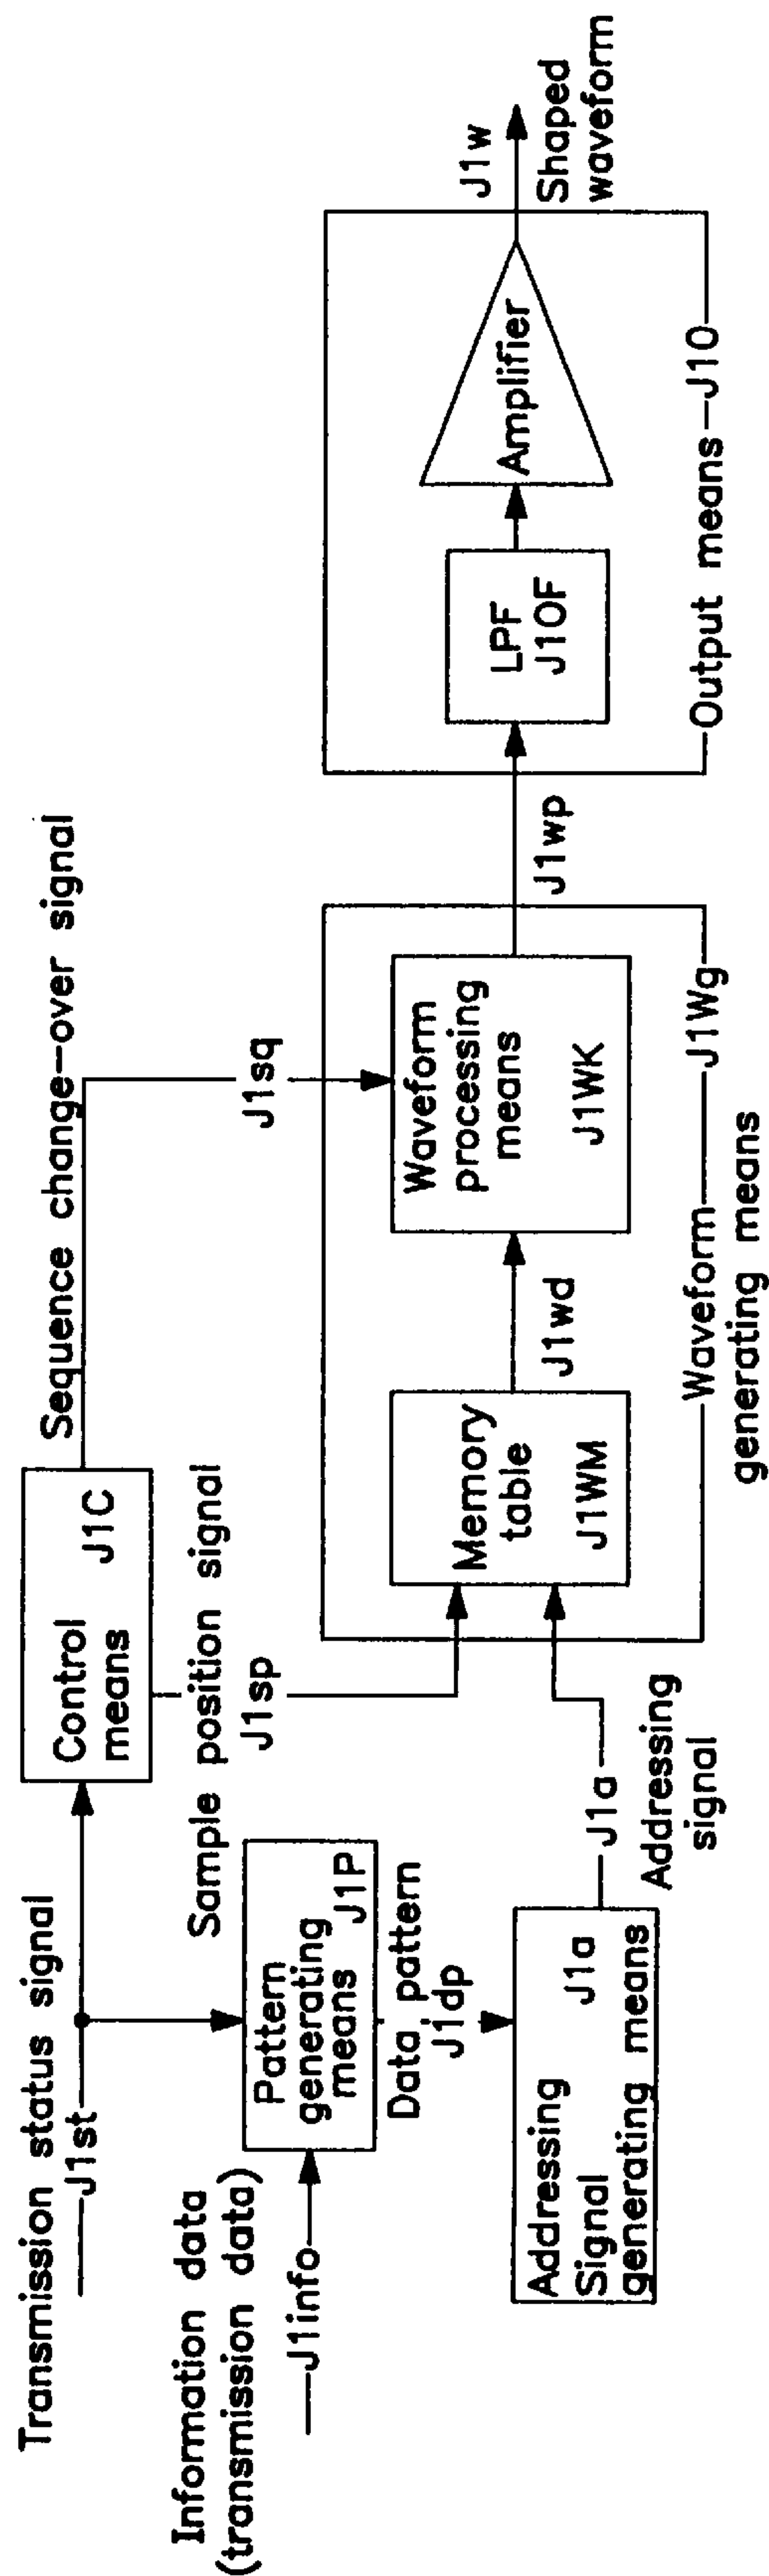 Transmission status signal
J1st
Information data
(transmission data)
J1info
Control
means
J1C
Sequence change-over signal
J1sq
Sample position signal
J1sp
Pattern
generating
means J1P
Data pattern
J1dp
Addressing J1a
Signal
generating means
J1a
Addressing
signal
Memory
table
J1WM
J1wd
Waveform
processing
means
J1WK
Waveform J1Wg
generating means
J1wp
LPF
J1OF
Amplifier
Output means J1O
J1w
Shaped
waveform